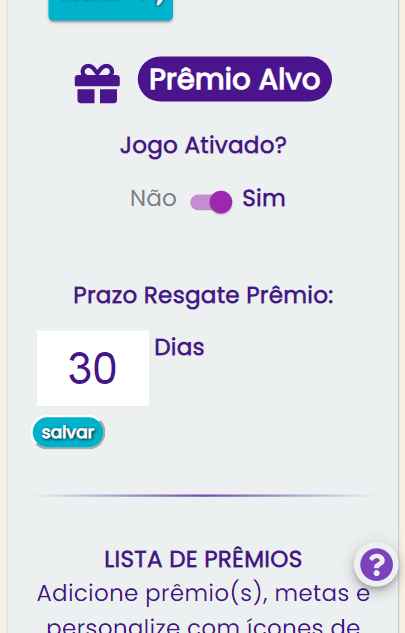 Prêmio Alvo
Jogo Ativado?
Não Sim
Prazo Resgate Prêmio:
30 Dias
salvar
LISTA DE PRÊMIOS
Adicione prêmio(s), metas e
personalize com ícones de
?